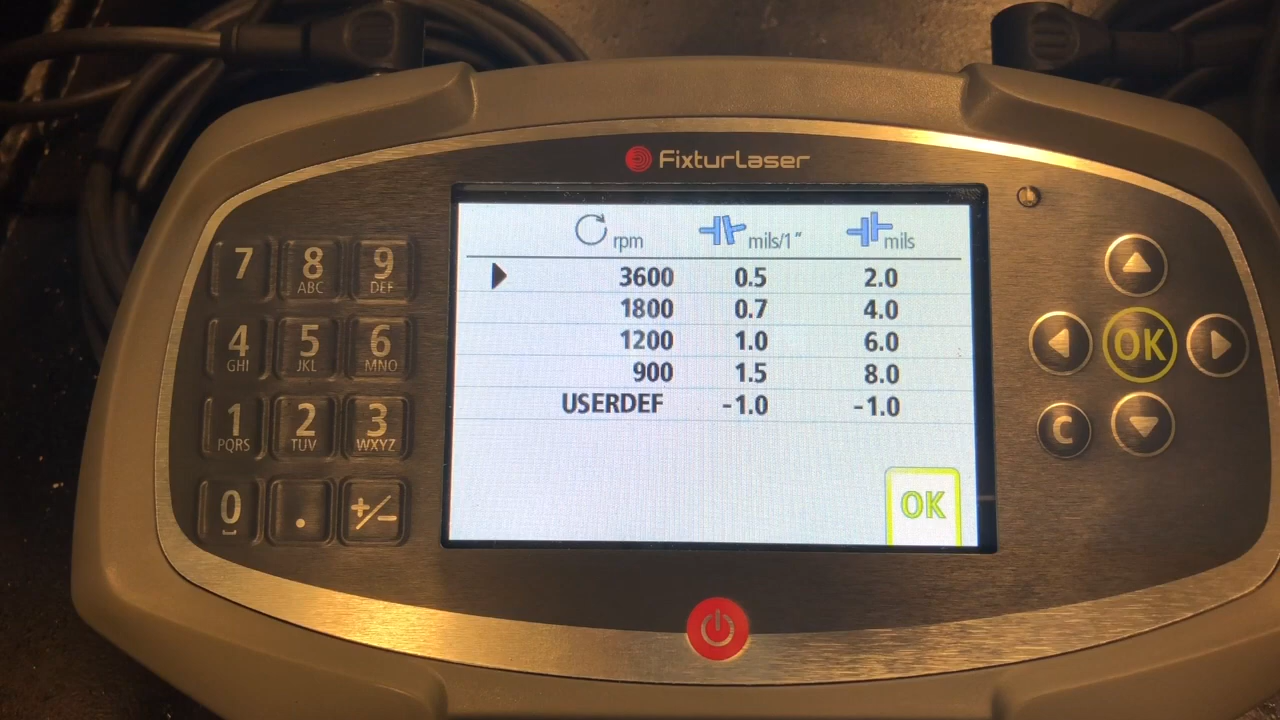 FIXTURLASER
rpm mils/1" mils
3600 0.5 2.0
1800 0.7 4.0
1200 1.0 6.0
900 1.5 8.0
USERDEF -1.0 -1.0
OK
7 8 ABC 9 DEF
4 GHI 5 JKL 6 MNO
1 PQRS 2 TUV 3 WXYZ
0 . +/-
OK
C